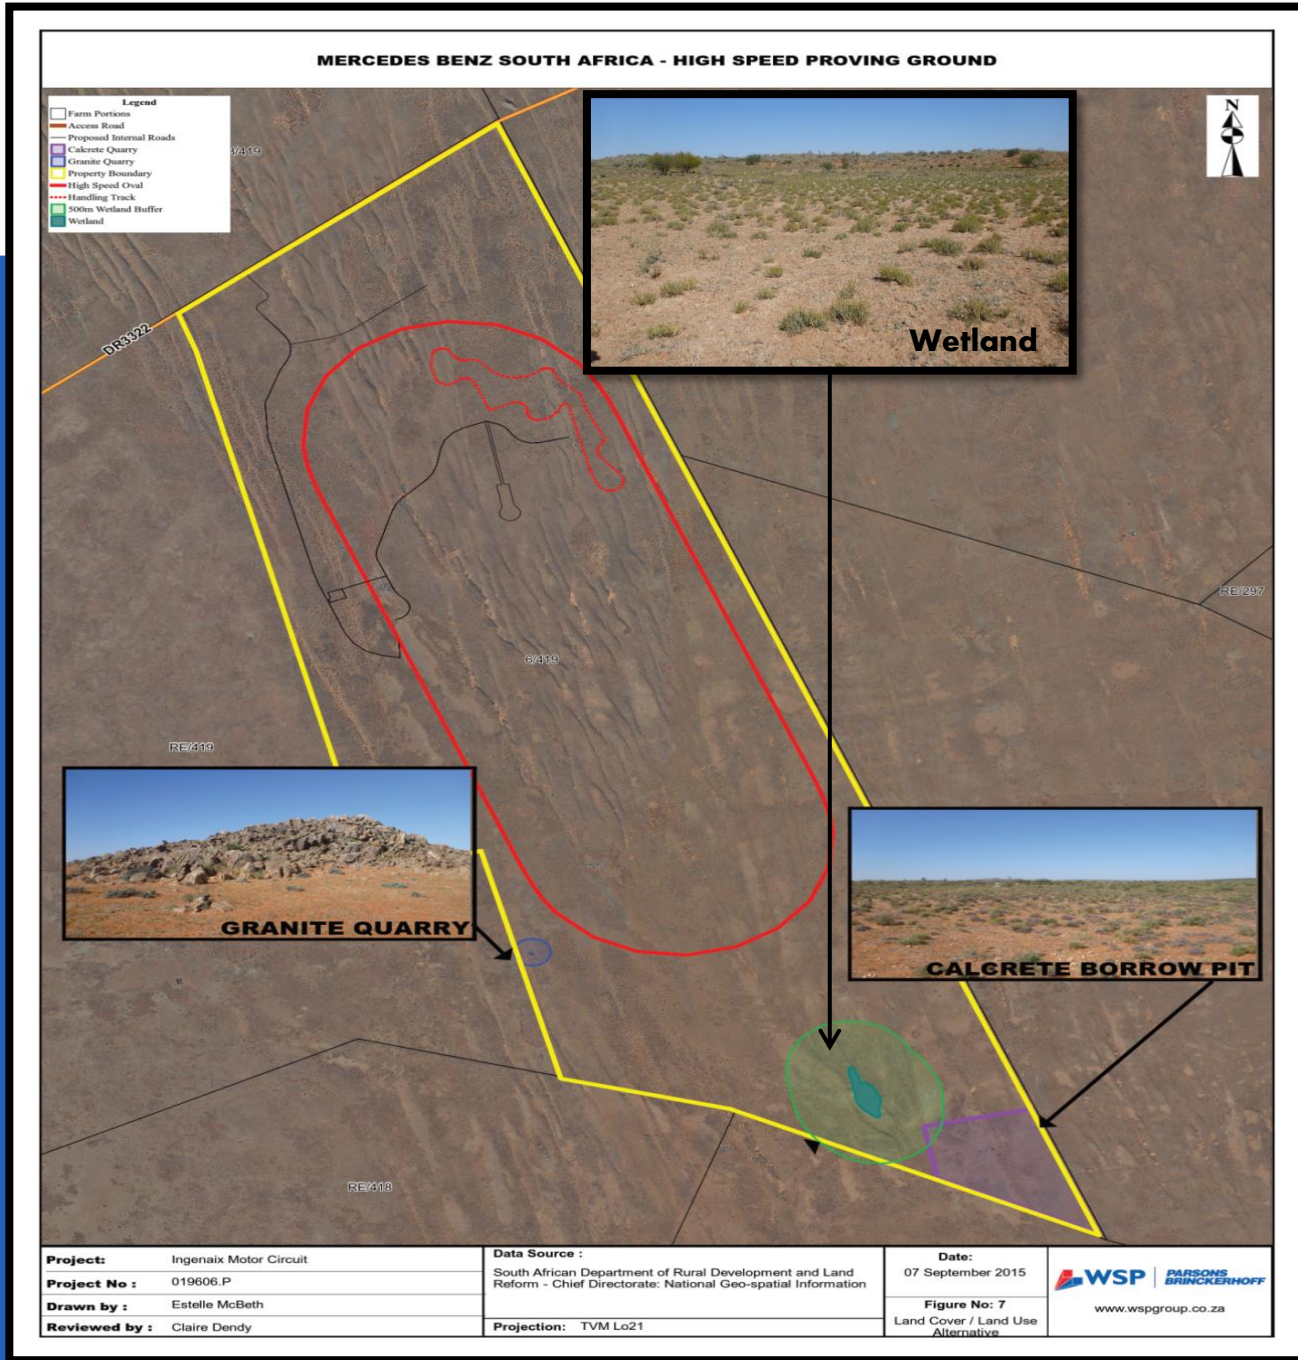 MERCEDES BENZ SOUTH AFRICA - HIGH SPEED PROVING GROUND
Legend
Farm Portions
Access Road
Proposed Internal Roads
Calcrete Quarry
Granite Quarry
Property Boundary
High Speed Oval
Handling Track
500m Wetland Buffer
Wetland
3/419
N
Wetland
DR3322
RE/297
6/419
RE/419
GRANITE QUARRY
CALCRETE BORROW PIT
RE/418
Project: Ingenaix Motor Circuit
Project No : 019606.P
Drawn by : Estelle McBeth
Reviewed by : Claire Dendy
Data Source :
South African Department of Rural Development and Land
Reform - Chief Directorate: National Geo-spatial Information
Projection: TVM Lo21
Date:
07 September 2015
Figure No: 7
Land Cover / Land Use
Alternative
WSP PARSONS
BRINCKERHOFF
www.wspgroup.co.za